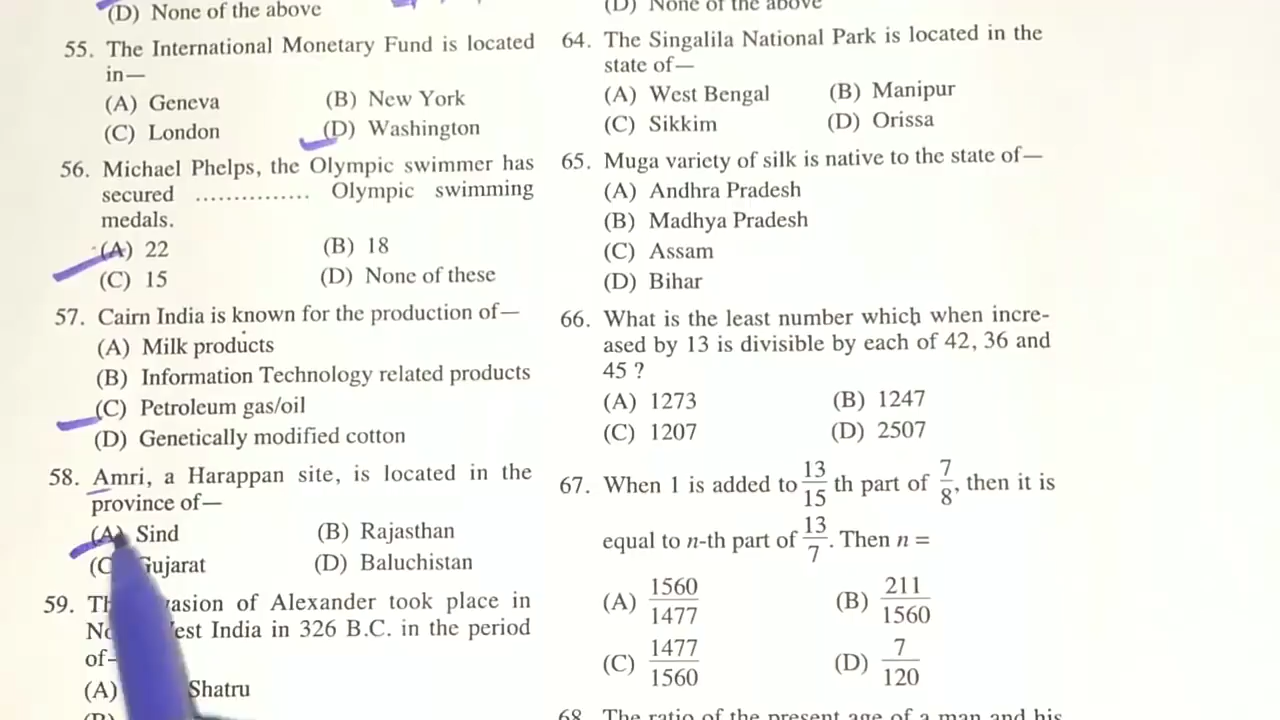 (D) None of the above
55. The International Monetary Fund is located
in—
(A) Geneva (B) New York
(C) London (D) Washington
56. Michael Phelps, the Olympic swimmer has
secured ............... Olympic swimming
medals.
(A) 22 (B) 18
(C) 15 (D) None of these
57. Cairn India is known for the production of—
(A) Milk products
(B) Information Technology related products
(C) Petroleum gas/oil
(D) Genetically modified cotton
58. Amri, a Harappan site, is located in the
province of—
(A) Sind (B) Rajasthan
Gujarat (D) Baluchistan
59. of Alexander took place in
India in 326 B.C. in the period
of—
(A) Shatru
(D) None of the above
64. The Singalila National Park is located in the
state of—
(A) West Bengal (B) Manipur
(C) Sikkim (D) Orissa
65. Muga variety of silk is native to the state of—
(A) Andhra Pradesh
(B) Madhya Pradesh
(C) Assam
(D) Bihar
66. What is the least number which when incre-
ased by 13 is divisible by each of 42, 36 and
45 ?
(A) 1273 (B) 1247
(C) 1207 (D) 2507
67. When 1 is added to 13/15 th part of 7/8, then it is
equal to n-th part of 13/7. Then n =
(A) 1560/1477 (B) 211/1560
(C) 1477/1560 (D) 7/120
68. The ratio of the present age of a man and his